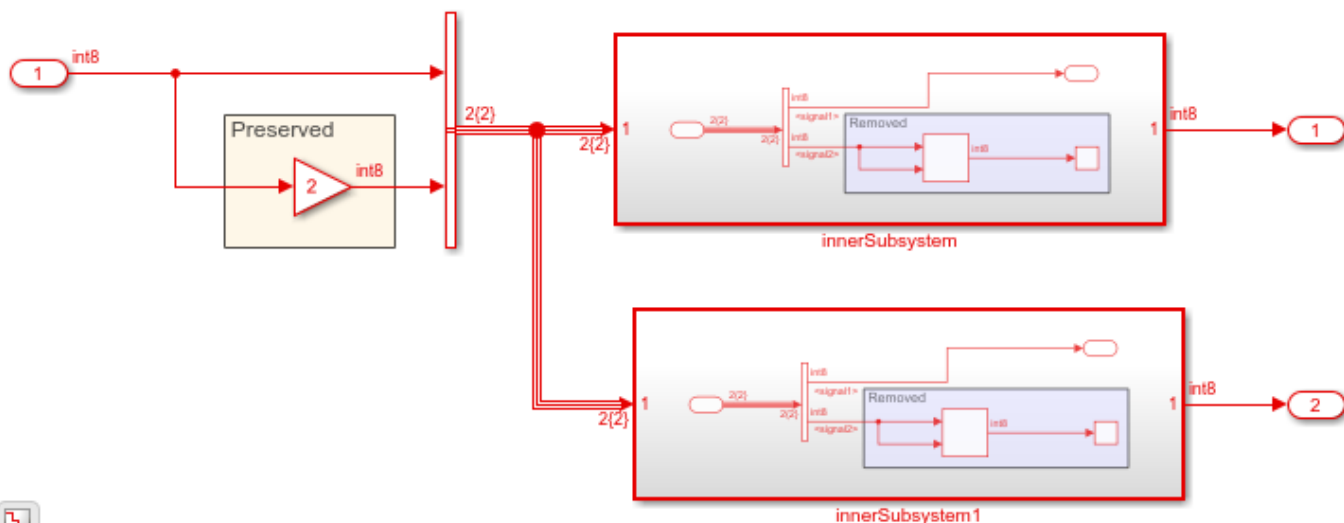 int8
1
Preserved
2
int8
2{2}
2{2}
1
2{2}
2{2}
int8
<signal1>
int8
<signal2>
Removed
int8
1
int8
1
innerSubsystem
2{2}
1
2{2}
2{2}
int8
<signal1>
int8
<signal2>
Removed
int8
1
int8
2
innerSubsystem1